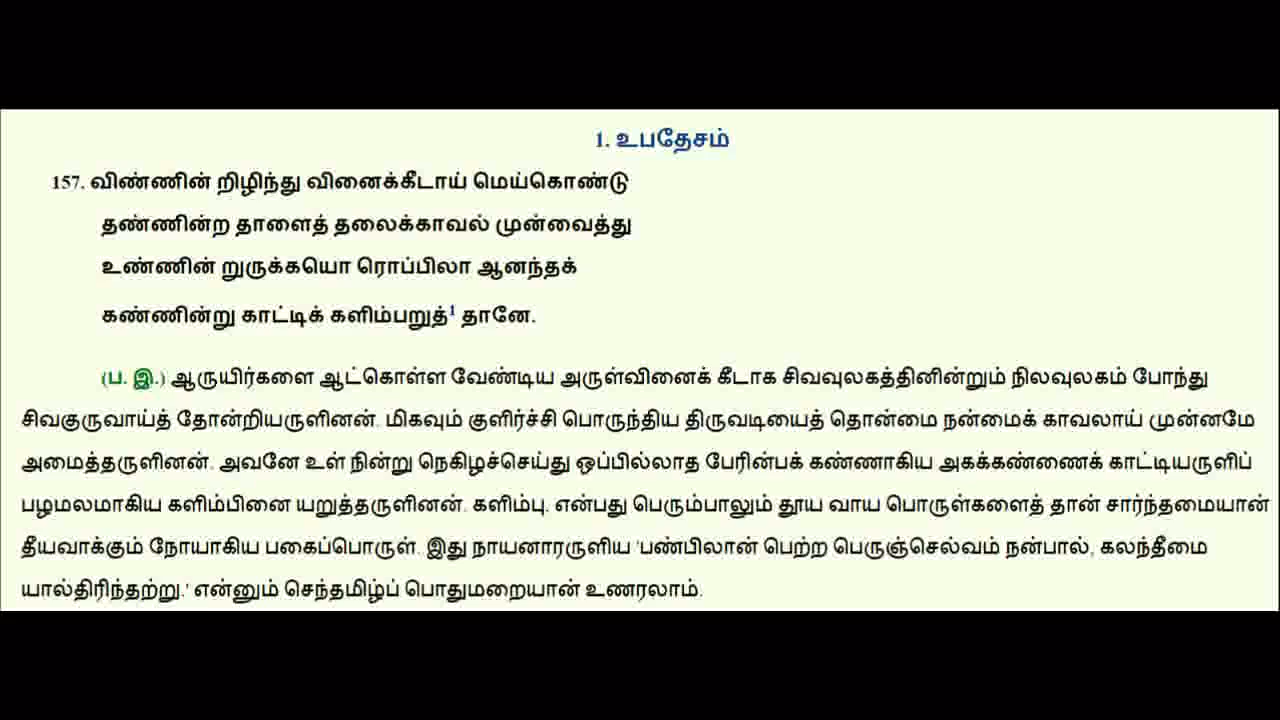 1. உபதேசம்
157. விண்ணின் றிழிந்து வினைக்கீடாய் மெய்கொண்டு
தண்ணின்ற தாளைத் தலைக்காவல் முன்வைத்து
உண்ணின் றுருக்கயொ ரொப்பிலா ஆனந்தக்
கண்ணின்று காட்டிக் களிம்பறுத்1 தானே.
(ப. இ.) ஆருயிர்களை ஆட்கொள்ள வேண்டிய அருள்வினைக் கீடாக சிவவுலகத்தினின்றும் நிலவுலகம் போந்து
சிவகுருவாய்த் தோன்றியருளினன். மிகவும் குளிர்ச்சி பொருந்திய திருவடியைத் தொன்மை நன்மைக் காவலாய் முன்னமே
அமைத்தருளினன். அவனே உள் நின்று நெகிழச்செய்து ஒப்பில்லாத பேரின்பக் கண்ணாகிய அகக்கண்ணைக் காட்டியருளிப்
பழமலமாகிய களிம்பினை யறுத்தருளினன். களிம்பு. என்பது பெரும்பாலும் தூய வாய பொருள்களைத் தான் சார்ந்தமையான்
தீயவாக்கும் நோயாகிய பகைப்பொருள். இது நாயனாரருளிய 'பண்பிலான் பெற்ற பெருஞ்செல்வம் நன்பால், கலந்தீமை
யால்திரிந்தற்று.' என்னும் செந்தமிழ்ப் பொதுமறையான் உணரலாம்.